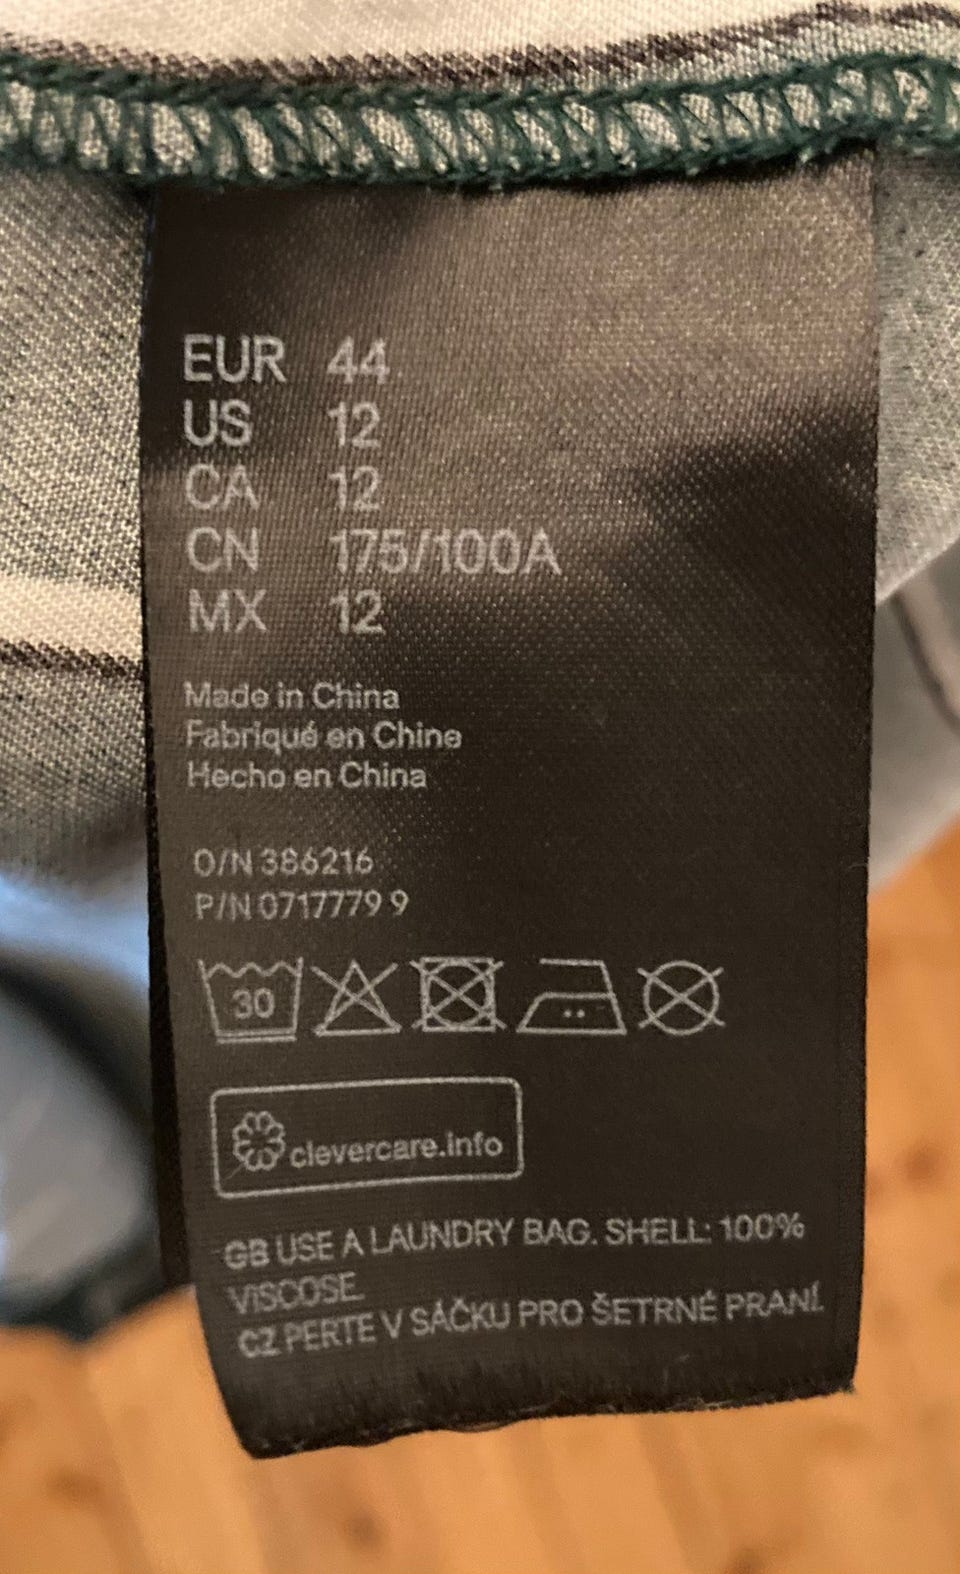 EUR 44
US 12
CA 12
CN 175/100A
MX 12
Made in China
Fabriqué en Chine
Hecho en China
O/N 386216
P/N 0717779 9
30
clevercare.info
GB USE A LAUNDRY BAG. SHELL: 100%
VISCOSE
CZ PERTE V SÁČKU PRO ŠETRNÉ PRANÍ.